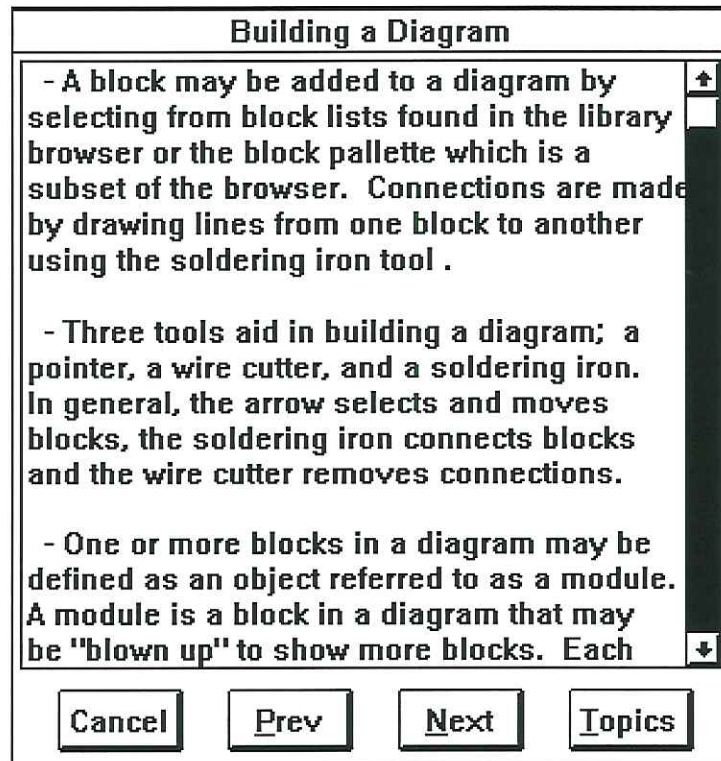 Building a Diagram
- A block may be added to a diagram by
selecting from block lists found in the library
browser or the block pallette which is a
subset of the browser.  Connections are made
by drawing lines from one block to another
using the soldering iron tool .
- Three tools aid in building a diagram;  a
pointer, a wire cutter, and a soldering iron.
In general, the arrow selects and moves
blocks, the soldering iron connects blocks
and the wire cutter removes connections.
- One or more blocks in a diagram may be
defined as an object referred to as a module.
A module is a block in a diagram that may
be "blown up" to show more blocks.  Each
Cancel Prev Next Topics